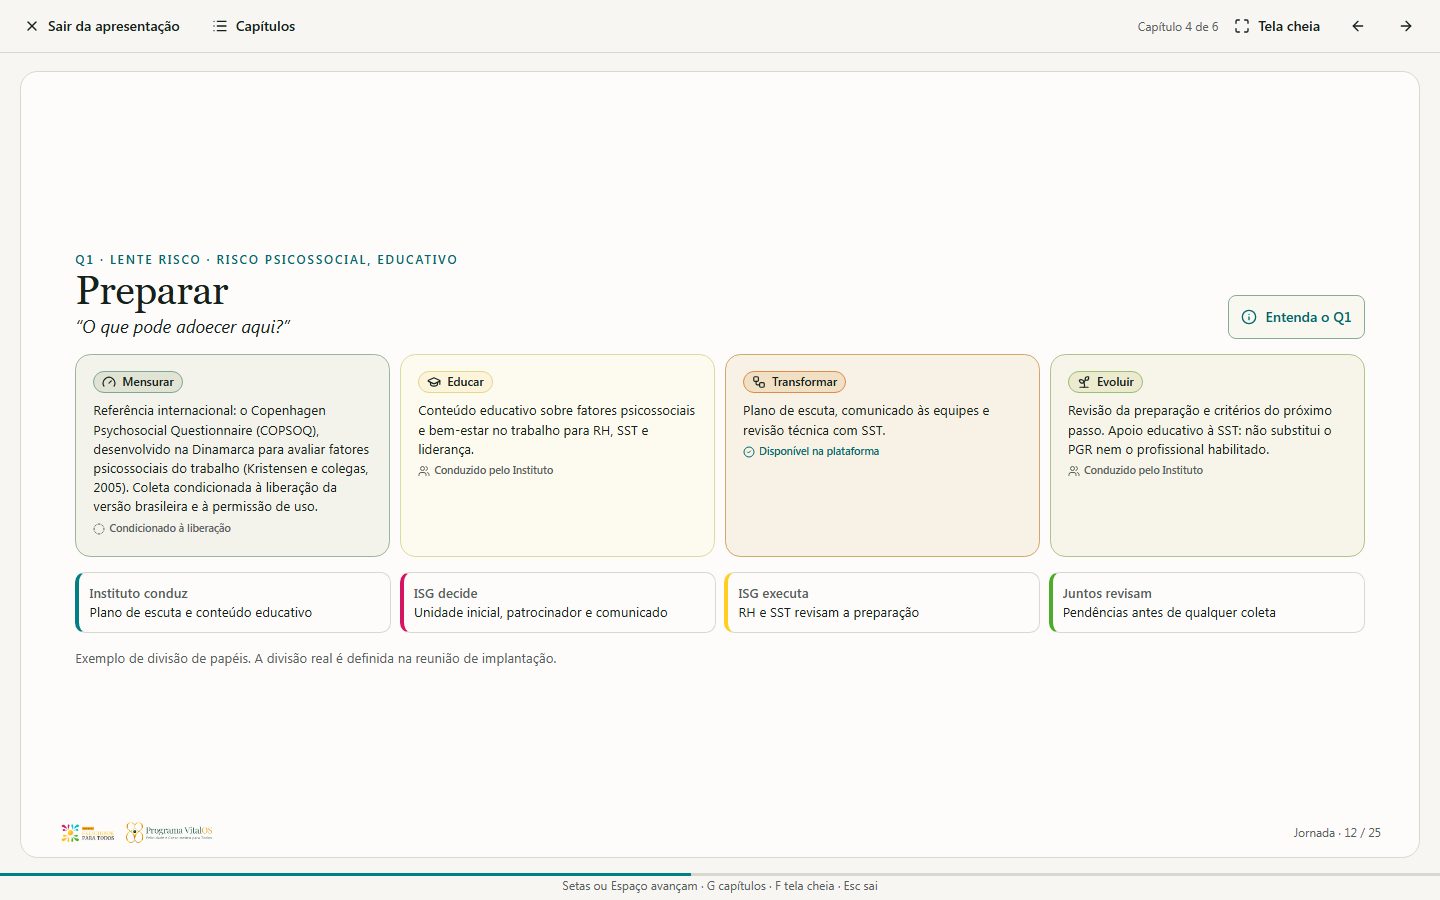 Sair da apresentação
Capítulos
Capítulo 4 de 6
Tela cheia
Q1 · LENTE RISCO · RISCO PSICOSSOCIAL, EDUCATIVO
Preparar
“O que pode adoecer aqui?”
Entenda o Q1
Mensurar
Referência internacional: o Copenhagen
Psychosocial Questionnaire (COPSOQ),
desenvolvido na Dinamarca para avaliar fatores
psicossociais do trabalho (Kristensen e colegas,
2005). Coleta condicionada à liberação da
versão brasileira e à permissão de uso.
Condicionado à liberação
Educar
Conteúdo educativo sobre fatores psicossociais
e bem-estar no trabalho para RH, SST e
liderança.
Conduzido pelo Instituto
Transformar
Plano de escuta, comunicado às equipes e
revisão técnica com SST.
Disponível na plataforma
Evoluir
Revisão da preparação e critérios do próximo
passo. Apoio educativo à SST: não substitui o
PGR nem o profissional habilitado.
Conduzido pelo Instituto
Instituto conduz
Plano de escuta e conteúdo educativo
ISG decide
Unidade inicial, patrocinador e comunicado
ISG executa
RH e SST revisam a preparação
Juntos revisam
Pendências antes de qualquer coleta
Exemplo de divisão de papéis. A divisão real é definida na reunião de implantação.
PARA TODOS
Programa VitalOS
Jornada · 12 / 25
Setas ou Espaço avançam · G capítulos · F tela cheia · Esc sai